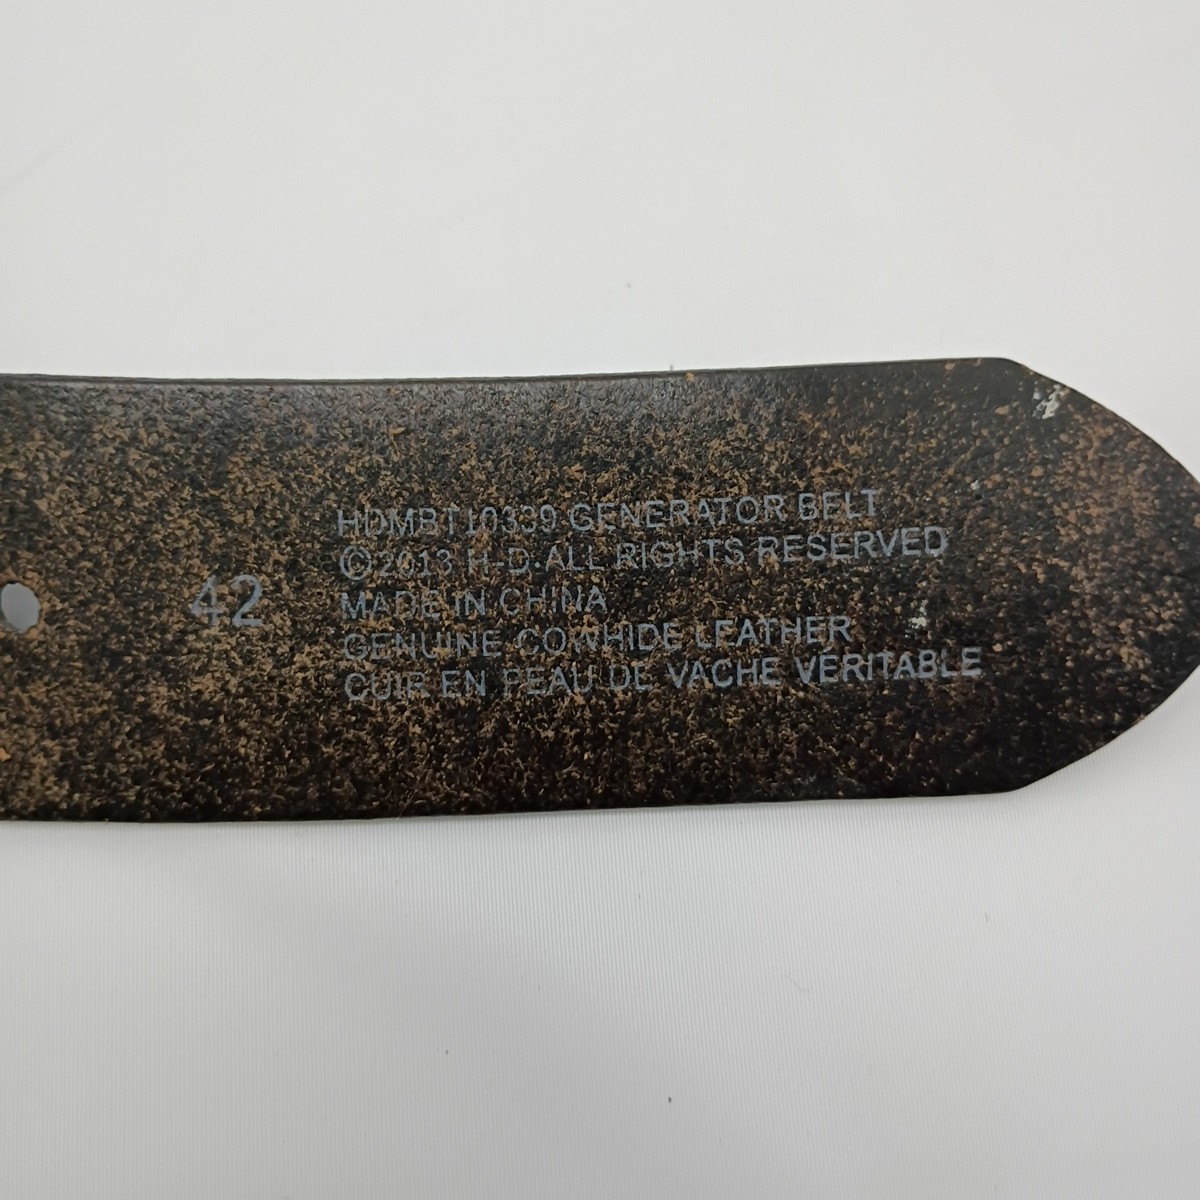 HDMBT10339 GENERATOR BELT
©2013 H-D. ALL RIGHTS RESERVED
42
MADE IN CHINA
GENUINE COWHIDE LEATHER
CUIR EN PEAU DE VACHE VÉRITABLE